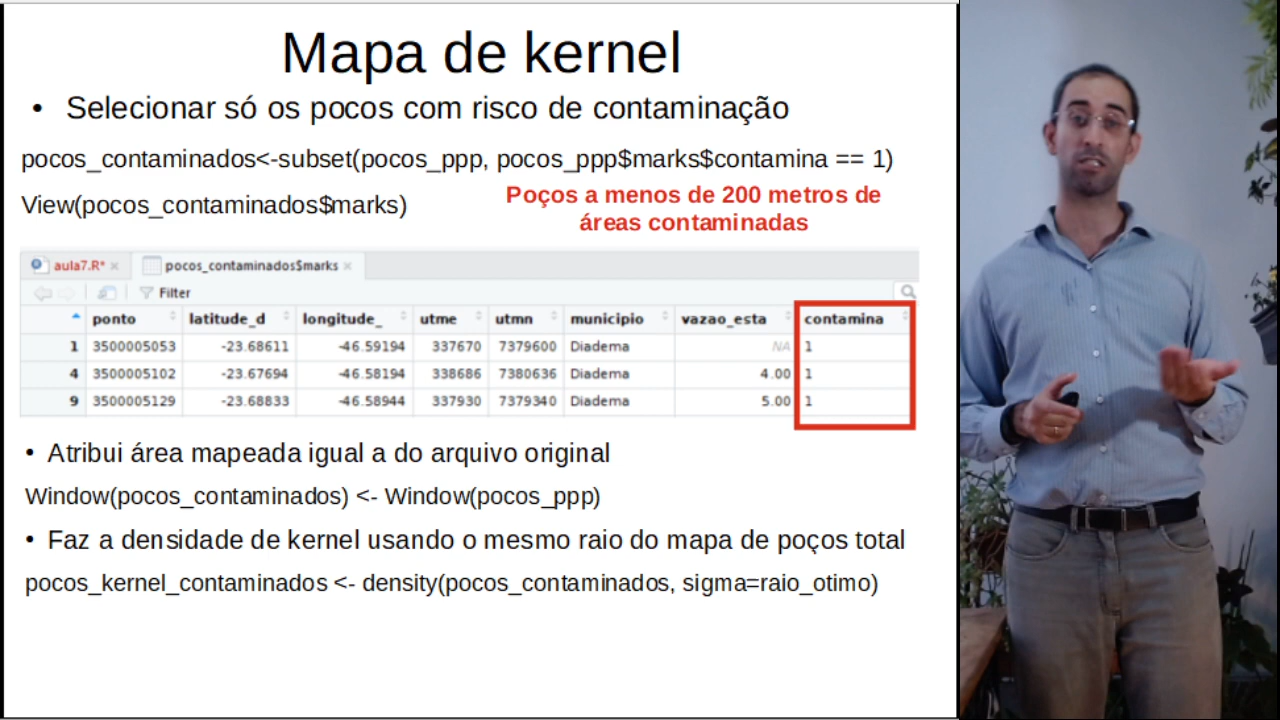 Mapa de kernel
• Selecionar só os pocos com risco de contaminação
pocos_contaminados<-subset(pocos_ppp, pocos_ppp$marks$contamina == 1)
View(pocos_contaminados$marks)
Poços a menos de 200 metros de
áreas contaminadas
aula7.R* × pocos_contaminados$marks ×
Filter
ponto latitude_d longitude_ utme utmn municipio vazao_esta contamina
1 3500005053 -23.68611 -46.59194 337670 7379600 Diadema NA 1
4 3500005102 -23.67694 -46.58194 338686 7380636 Diadema 4.00 1
9 3500005129 -23.68833 -46.58944 337930 7379340 Diadema 5.00 1
• Atribui área mapeada igual a do arquivo original
Window(pocos_contaminados) <- Window(pocos_ppp)
• Faz a densidade de kernel usando o mesmo raio do mapa de poços total
pocos_kernel_contaminados <- density(pocos_contaminados, sigma=raio_otimo)